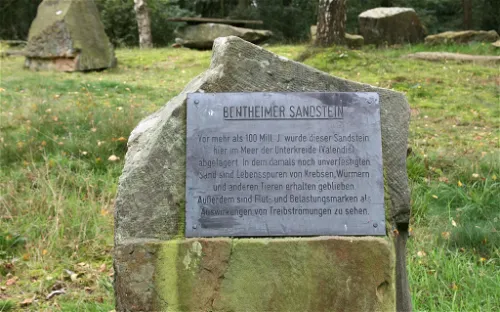 BENTHEIMER SANDSTEIN
Vor mehr als 100 Mill. J. wurde dieser Sandstein
hier im Meer der Unterkreide (Valendis)
abgelagert. In dem damals noch unverfestigten
Sand sind Lebensspuren von Krebsen, Würmern
und anderen Tieren erhalten geblieben.
Außerdem sind Flut- und Belastungsmarken als
von Treibströmungen zu sehen.